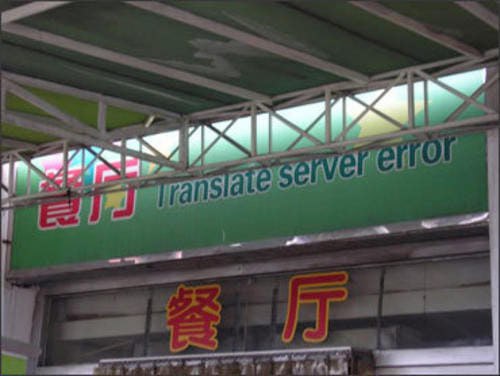 餐厅 Translate server error
餐厅